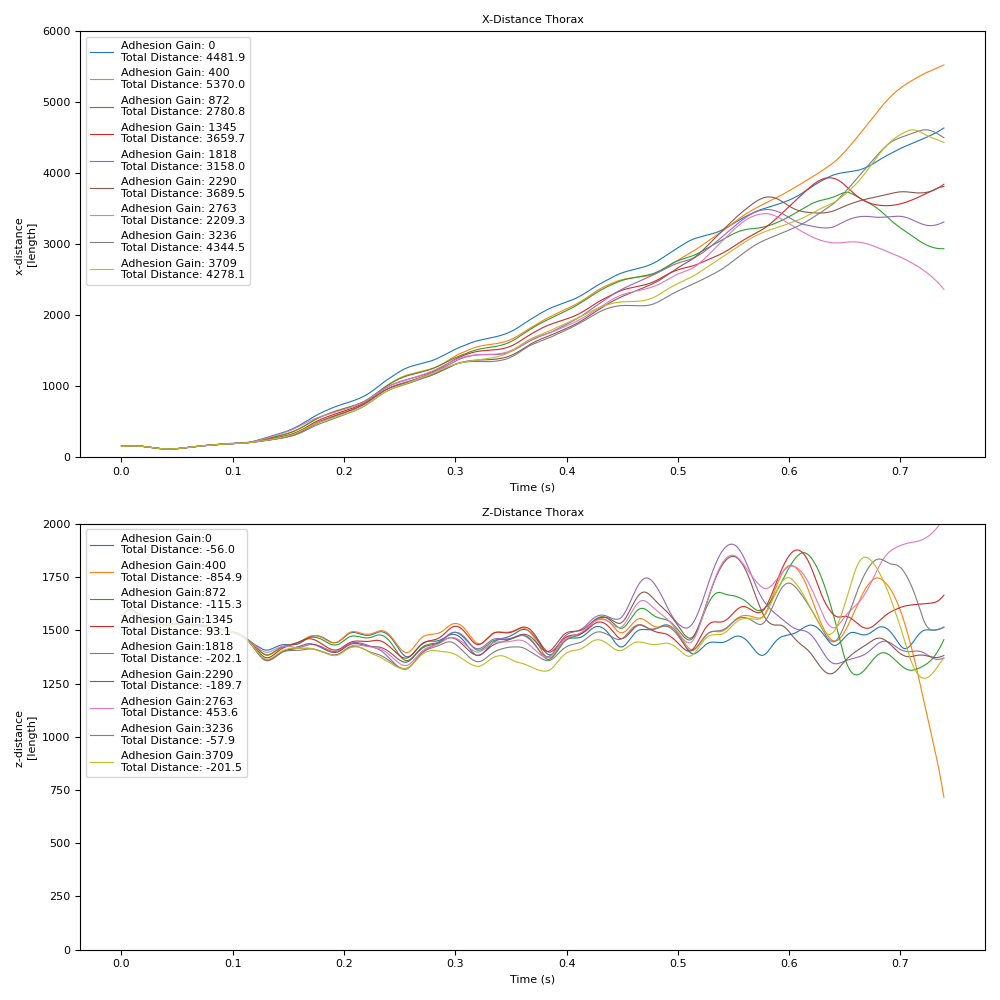 X-Distance Thorax
6000
5000
4000
3000
2000
1000
0
x-distance
[length]
Adhesion Gain: 0
Total Distance: 4481.9
Adhesion Gain: 400
Total Distance: 5370.0
Adhesion Gain: 872
Total Distance: 2780.8
Adhesion Gain: 1345
Total Distance: 3659.7
Adhesion Gain: 1818
Total Distance: 3158.0
Adhesion Gain: 2290
Total Distance: 3689.5
Adhesion Gain: 2763
Total Distance: 2209.3
Adhesion Gain: 3236
Total Distance: 4344.5
Adhesion Gain: 3709
Total Distance: 4278.1
0.0 0.1 0.2 0.3 0.4 0.5 0.6 0.7
Time (s)
Z-Distance Thorax
2000
1750
1500
1250
1000
750
500
250
0
z-distance
[length]
Adhesion Gain:0
Total Distance: -56.0
Adhesion Gain:400
Total Distance: -854.9
Adhesion Gain:872
Total Distance: -115.3
Adhesion Gain:1345
Total Distance: 93.1
Adhesion Gain:1818
Total Distance: -202.1
Adhesion Gain:2290
Total Distance: -189.7
Adhesion Gain:2763
Total Distance: 453.6
Adhesion Gain:3236
Total Distance: -57.9
Adhesion Gain:3709
Total Distance: -201.5
0.0 0.1 0.2 0.3 0.4 0.5 0.6 0.7
Time (s)